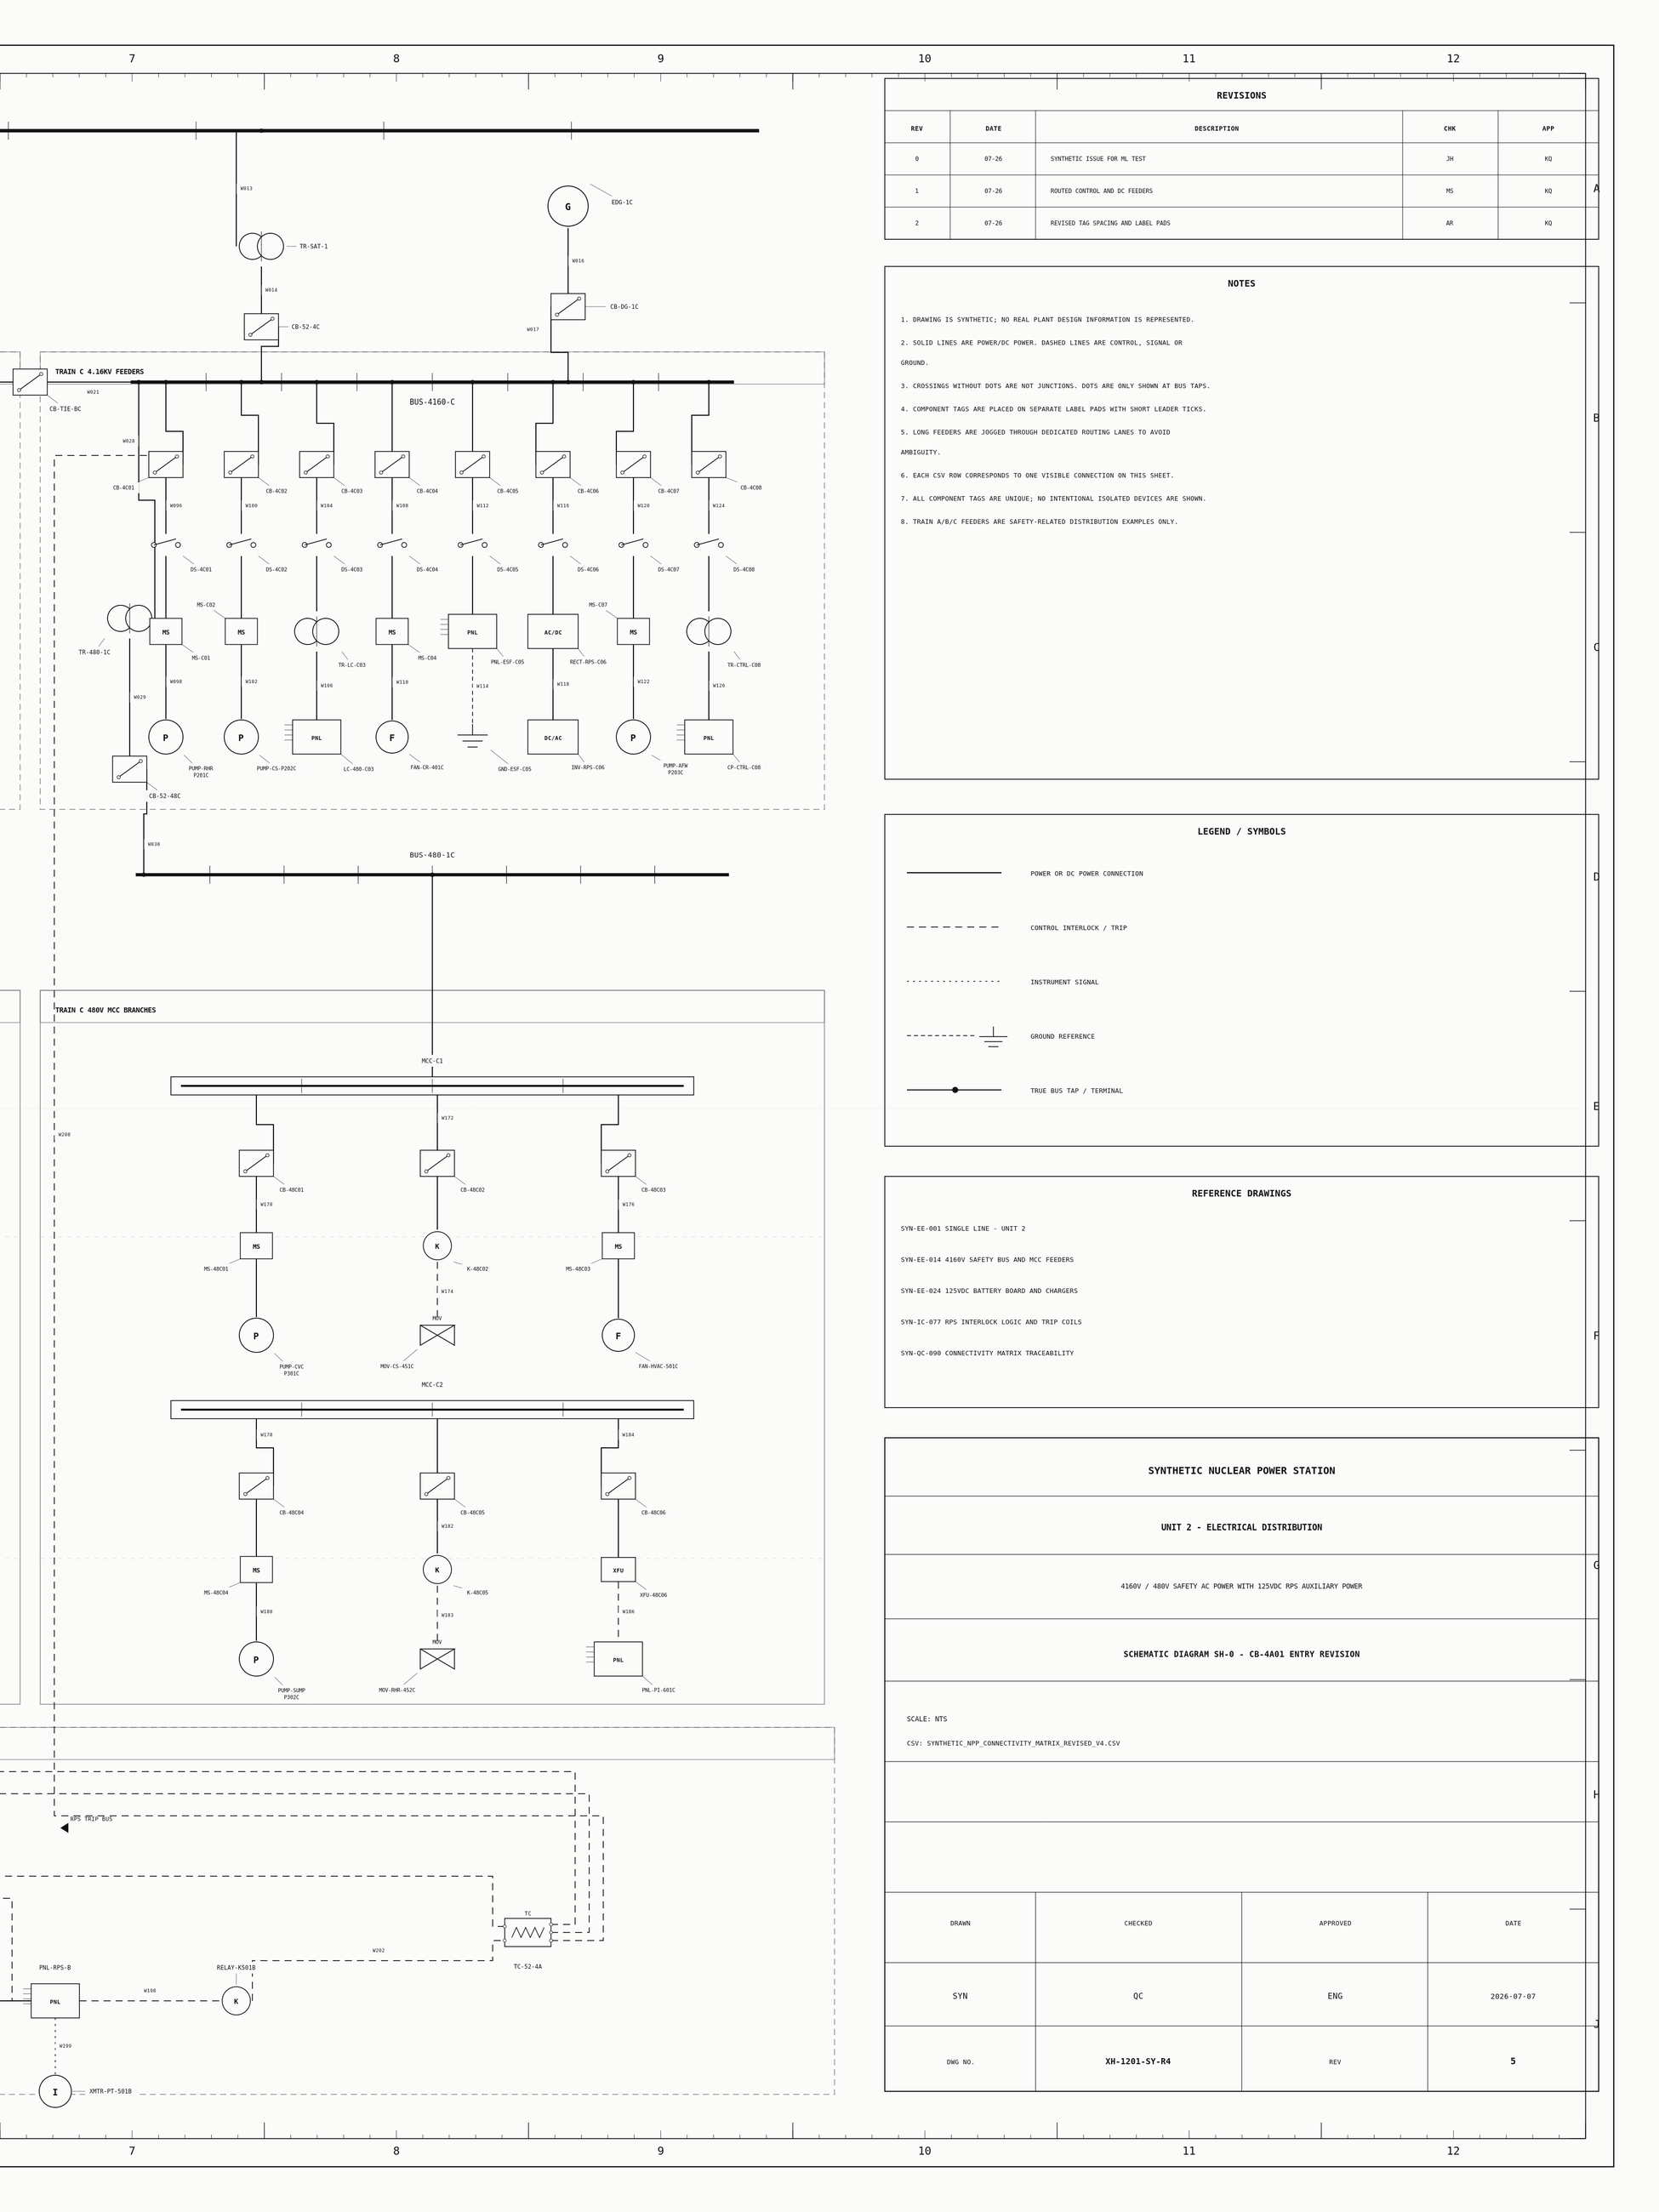 7 8 9 10 11 12
REVISIONS
REV DATE DESCRIPTION CHK APP
0 07-26 SYNTHETIC ISSUE FOR ML TEST JH KQ
1 07-26 ROUTED CONTROL AND DC FEEDERS MS KQ
2 07-26 REVISED TAG SPACING AND LABEL PADS AR KQ
A
W013
G
EDG-1C
TR-SAT-1
W016
W014
CB-DG-1C
CB-52-4C
W017
TRAIN C 4.16KV FEEDERS
W021
CB-TIE-BC
BUS-4160-C
W028
CB-4C01 CB-4C02 CB-4C03 CB-4C04 CB-4C05 CB-4C06 CB-4C07 CB-4C08
W096 W100 W104 W108 W112 W116 W120 W124
DS-4C01 DS-4C02 DS-4C03 DS-4C04 DS-4C05 DS-4C06 DS-4C07 DS-4C08
MS-C02 MS-C07
MS MS MS PNL AC/DC MS
TR-480-1C MS-C01 TR-LC-C03 MS-C04 PNL-ESF-C05 RECT-RPS-C06 TR-CTRL-C08
W029 W098 W102 W106 W110 W114 W118 W122 W126
P P PNL F DC/AC P PNL
PUMP-RHR
P201C
PUMP-CS-P202C LC-480-C03 FAN-CR-401C GND-ESF-C05 INV-RPS-C06
PUMP-AFW
P203C
CP-CTRL-C08
CB-52-48C
W030
BUS-480-1C
NOTES
1. DRAWING IS SYNTHETIC; NO REAL PLANT DESIGN INFORMATION IS REPRESENTED.
2. SOLID LINES ARE POWER/DC POWER. DASHED LINES ARE CONTROL, SIGNAL OR
GROUND.
3. CROSSINGS WITHOUT DOTS ARE NOT JUNCTIONS. DOTS ARE ONLY SHOWN AT BUS TAPS.
4. COMPONENT TAGS ARE PLACED ON SEPARATE LABEL PADS WITH SHORT LEADER TICKS.
5. LONG FEEDERS ARE JOGGED THROUGH DEDICATED ROUTING LANES TO AVOID
AMBIGUITY.
6. EACH CSV ROW CORRESPONDS TO ONE VISIBLE CONNECTION ON THIS SHEET.
7. ALL COMPONENT TAGS ARE UNIQUE; NO INTENTIONAL ISOLATED DEVICES ARE SHOWN.
8. TRAIN A/B/C FEEDERS ARE SAFETY-RELATED DISTRIBUTION EXAMPLES ONLY.
B
C
LEGEND / SYMBOLS
POWER OR DC POWER CONNECTION
CONTROL INTERLOCK / TRIP
INSTRUMENT SIGNAL
GROUND REFERENCE
TRUE BUS TAP / TERMINAL
D
E
TRAIN C 480V MCC BRANCHES
MCC-C1
W208
W172
CB-48C01 CB-48C02 CB-48C03
W170 W176
MS K MS
MS-48C01 K-48C02 MS-48C03
W174
MOV
P F
PUMP-CVC
P301C
MOV-CS-451C FAN-HVAC-501C
MCC-C2
W178 W184
CB-48C04 CB-48C05 CB-48C06
W182
MS K XFU
MS-48C04 K-48C05 XFU-48C06
W180 W183 W186
MOV
P PNL
PUMP-SUMP
P302C
MOV-RHR-452C PNL-PI-601C
REFERENCE DRAWINGS
SYN-EE-001 SINGLE LINE - UNIT 2
SYN-EE-014 4160V SAFETY BUS AND MCC FEEDERS
SYN-EE-024 125VDC BATTERY BOARD AND CHARGERS
SYN-IC-077 RPS INTERLOCK LOGIC AND TRIP COILS
SYN-QC-090 CONNECTIVITY MATRIX TRACEABILITY
F
RPS TRIP BUS
TC
TC-52-4A
W202
PNL-RPS-B
RELAY-K501B
PNL
W198
K
W199
I
XMTR-PT-501B
SYNTHETIC NUCLEAR POWER STATION
UNIT 2 - ELECTRICAL DISTRIBUTION
G
4160V / 480V SAFETY AC POWER WITH 125VDC RPS AUXILIARY POWER
SCHEMATIC DIAGRAM SH-0 - CB-4A01 ENTRY REVISION
SCALE: NTS
CSV: SYNTHETIC_NPP_CONNECTIVITY_MATRIX_REVISED_V4.CSV
H
DRAWN CHECKED APPROVED DATE
SYN QC ENG 2026-07-07
J
DWG NO. XH-1201-SY-R4 REV 5
7 8 9 10 11 12